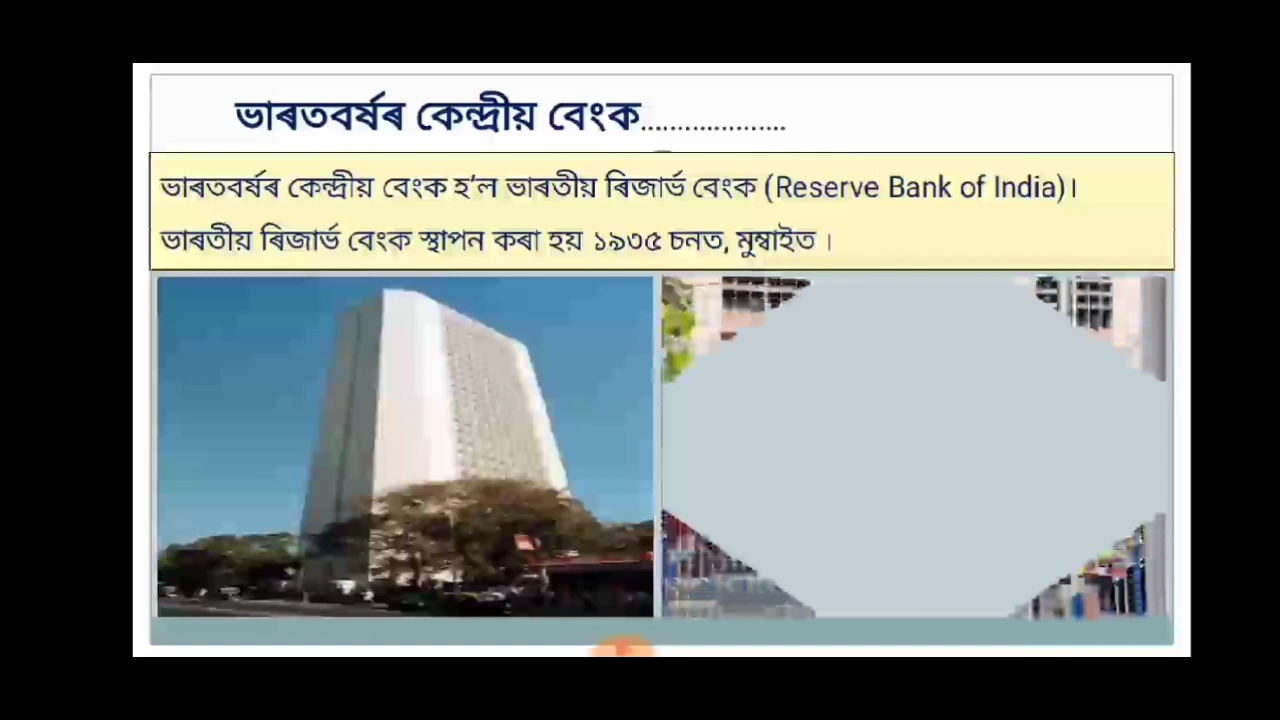 ভাৰতবৰ্ষৰ কেন্দ্ৰীয় বেংক....................
ভাৰতবৰ্ষৰ কেন্দ্ৰীয় বেংক হ’ল ভাৰতীয় ৰিজাৰ্ভ বেংক (Reserve Bank of India)।
ভাৰতীয় ৰিজাৰ্ভ বেংক স্থাপন কৰা হয় ১৯৩৫ চনত, মুম্বাইত ।